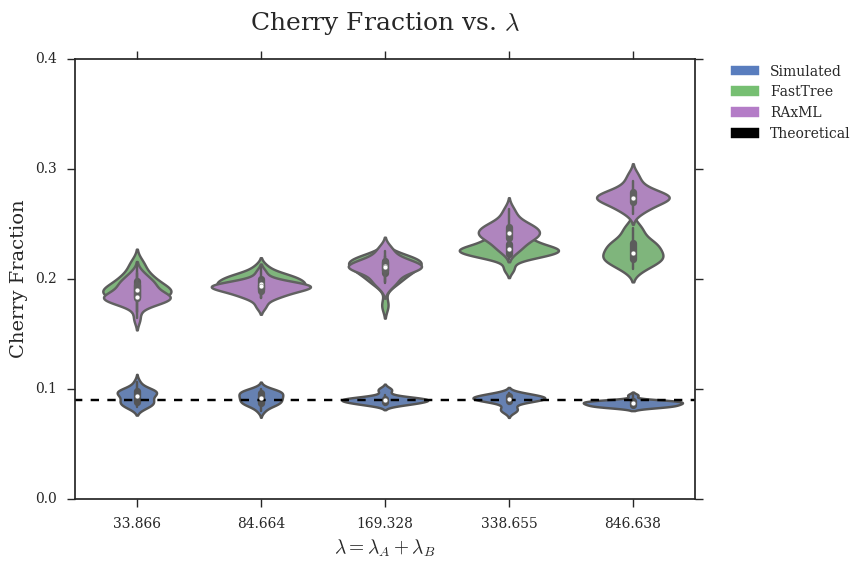 Cherry Fraction vs. λ
Simulated
FastTree
RAxML
Theoretical
Cherry Fraction
0.4
0.3
0.2
0.1
0.0
33.866 84.664 169.328 338.655 846.638
λ = λ_A + λ_B